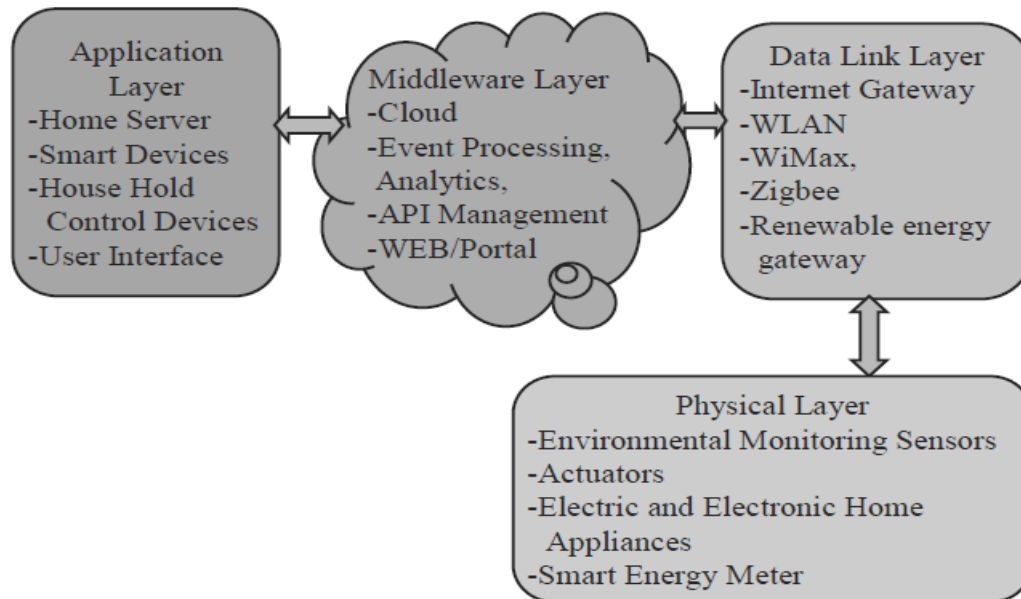 Application
Layer
-Home Server
-Smart Devices
-House Hold
Control Devices
-User Interface
Middleware Layer
-Cloud
-Event Processing,
Analytics,
-API Management
-WEB/Portal
Data Link Layer
-Internet Gateway
-WLAN
-WiMax,
-Zigbee
-Renewable energy
gateway
Physical Layer
-Environmental Monitoring Sensors
-Actuators
-Electric and Electronic Home
Appliances
-Smart Energy Meter